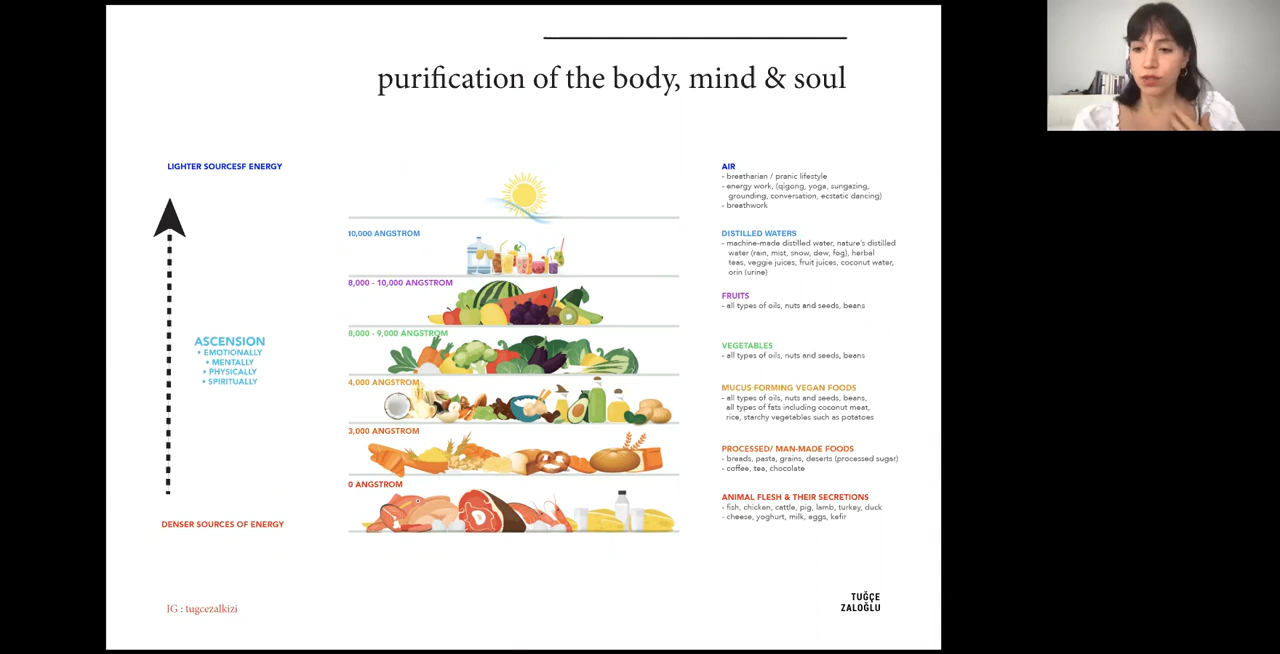 purification of the body, mind & soul
LIGHTER SOURCESF ENERGY
ASCENSION
• EMOTIONALLY
• MENTALLY
• PHYSICALLY
• SPIRITUALLY
DENSER SOURCES OF ENERGY
10,000 ANGSTROM
8,000 - 10,000 ANGSTROM
8,000 - 9,000 ANGSTROM
4,000 ANGSTROM
3,000 ANGSTROM
0 ANGSTROM
AIR
- breatharian / pranic lifestyle
- energy work, (qigong, yoga, sungazing,
grounding, conversation, ecstatic dancing)
- breathwork
DISTILLED WATERS
- machine-made distilled water, nature's distilled
water (rain, mist, snow, dew, fog), herbal
teas, veggie juices, fruit juices, coconut water,
orin (urine)
FRUITS
- all types of oils, nuts and seeds, beans
VEGETABLES
- all types of oils, nuts and seeds, beans
MUCUS FORMING VEGAN FOODS
- all types of oils, nuts and seeds, beans,
all types of fats including coconut meat,
rice, starchy vegetables such as potatoes
PROCESSED/ MAN-MADE FOODS
- breads, pasta, grains, deserts (processed sugar)
- coffee, tea, chocolate
ANIMAL FLESH & THEIR SECRETIONS
- fish, chicken, cattle, pig, lamb, turkey, duck
- cheese, yoghurt, milk, eggs, kefir
IG : tugcezalkizi
TUĞÇE
ZALOĞLU